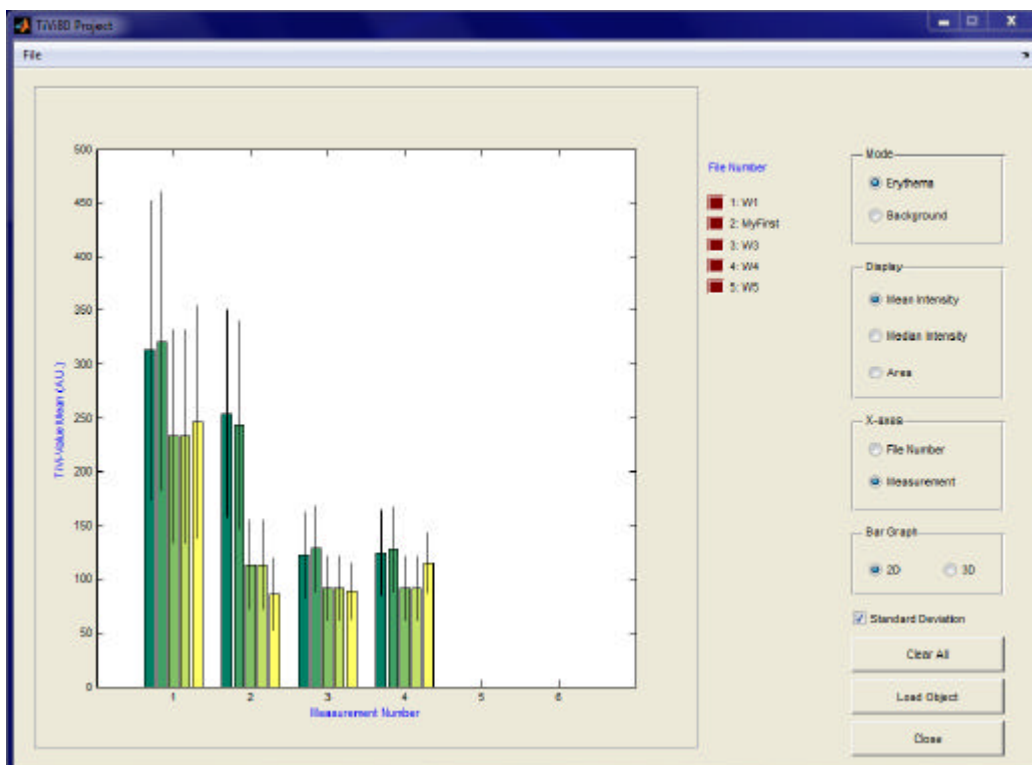 TiVi80 Project
File
500
450
400
350
300
250
200
150
100
50
0
1
2
3
4
5
6
TiVi-Value Mean (A.U.)
Measurement Number
File Number
1: W1
2: MyFirst
3: W3
4: W4
5: W5
Mode
Erythema
Background
Display
Mean Intensity
Median Intensity
Area
X-axis
File Number
Measurement
Bar Graph
2D 3D
Standard Deviation
Clear All
Load Object
Close